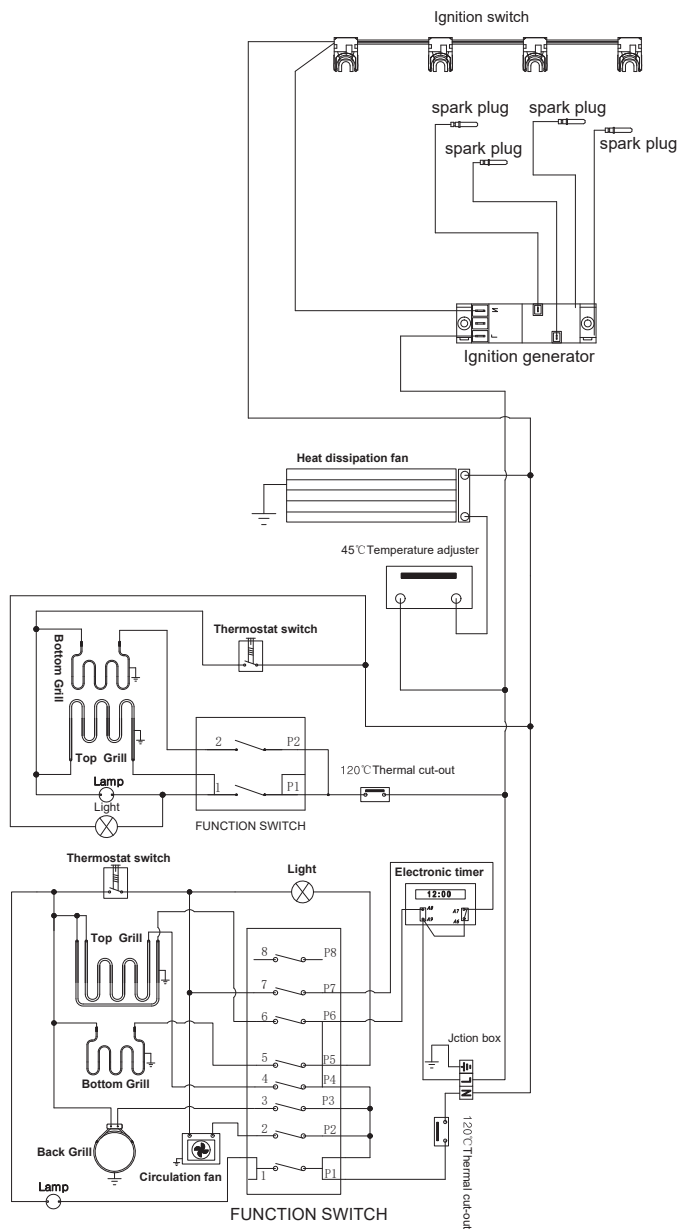 Ignition switch
spark plug
spark plug
spark plug
spark plug
N
L
Ignition generator
Heat dissipation fan
45℃Temperature adjuster
Thermostat switch
Bottom Grill
Top Grill
2
P2
1
P1
120℃Thermal cut-out
Lamp
Light
FUNCTION SWITCH
Thermostat switch
Light
Electronic timer
12:00
A8
A9
A7
A6
Top Grill
8
P8
7
P7
6
P6
5
P5
4
P4
3
P3
2
P2
1
P1
Jction box
L
N
Bottom Grill
Back Grill
Circulation fan
Lamp
120℃Thermal cut-out
FUNCTION SWITCH